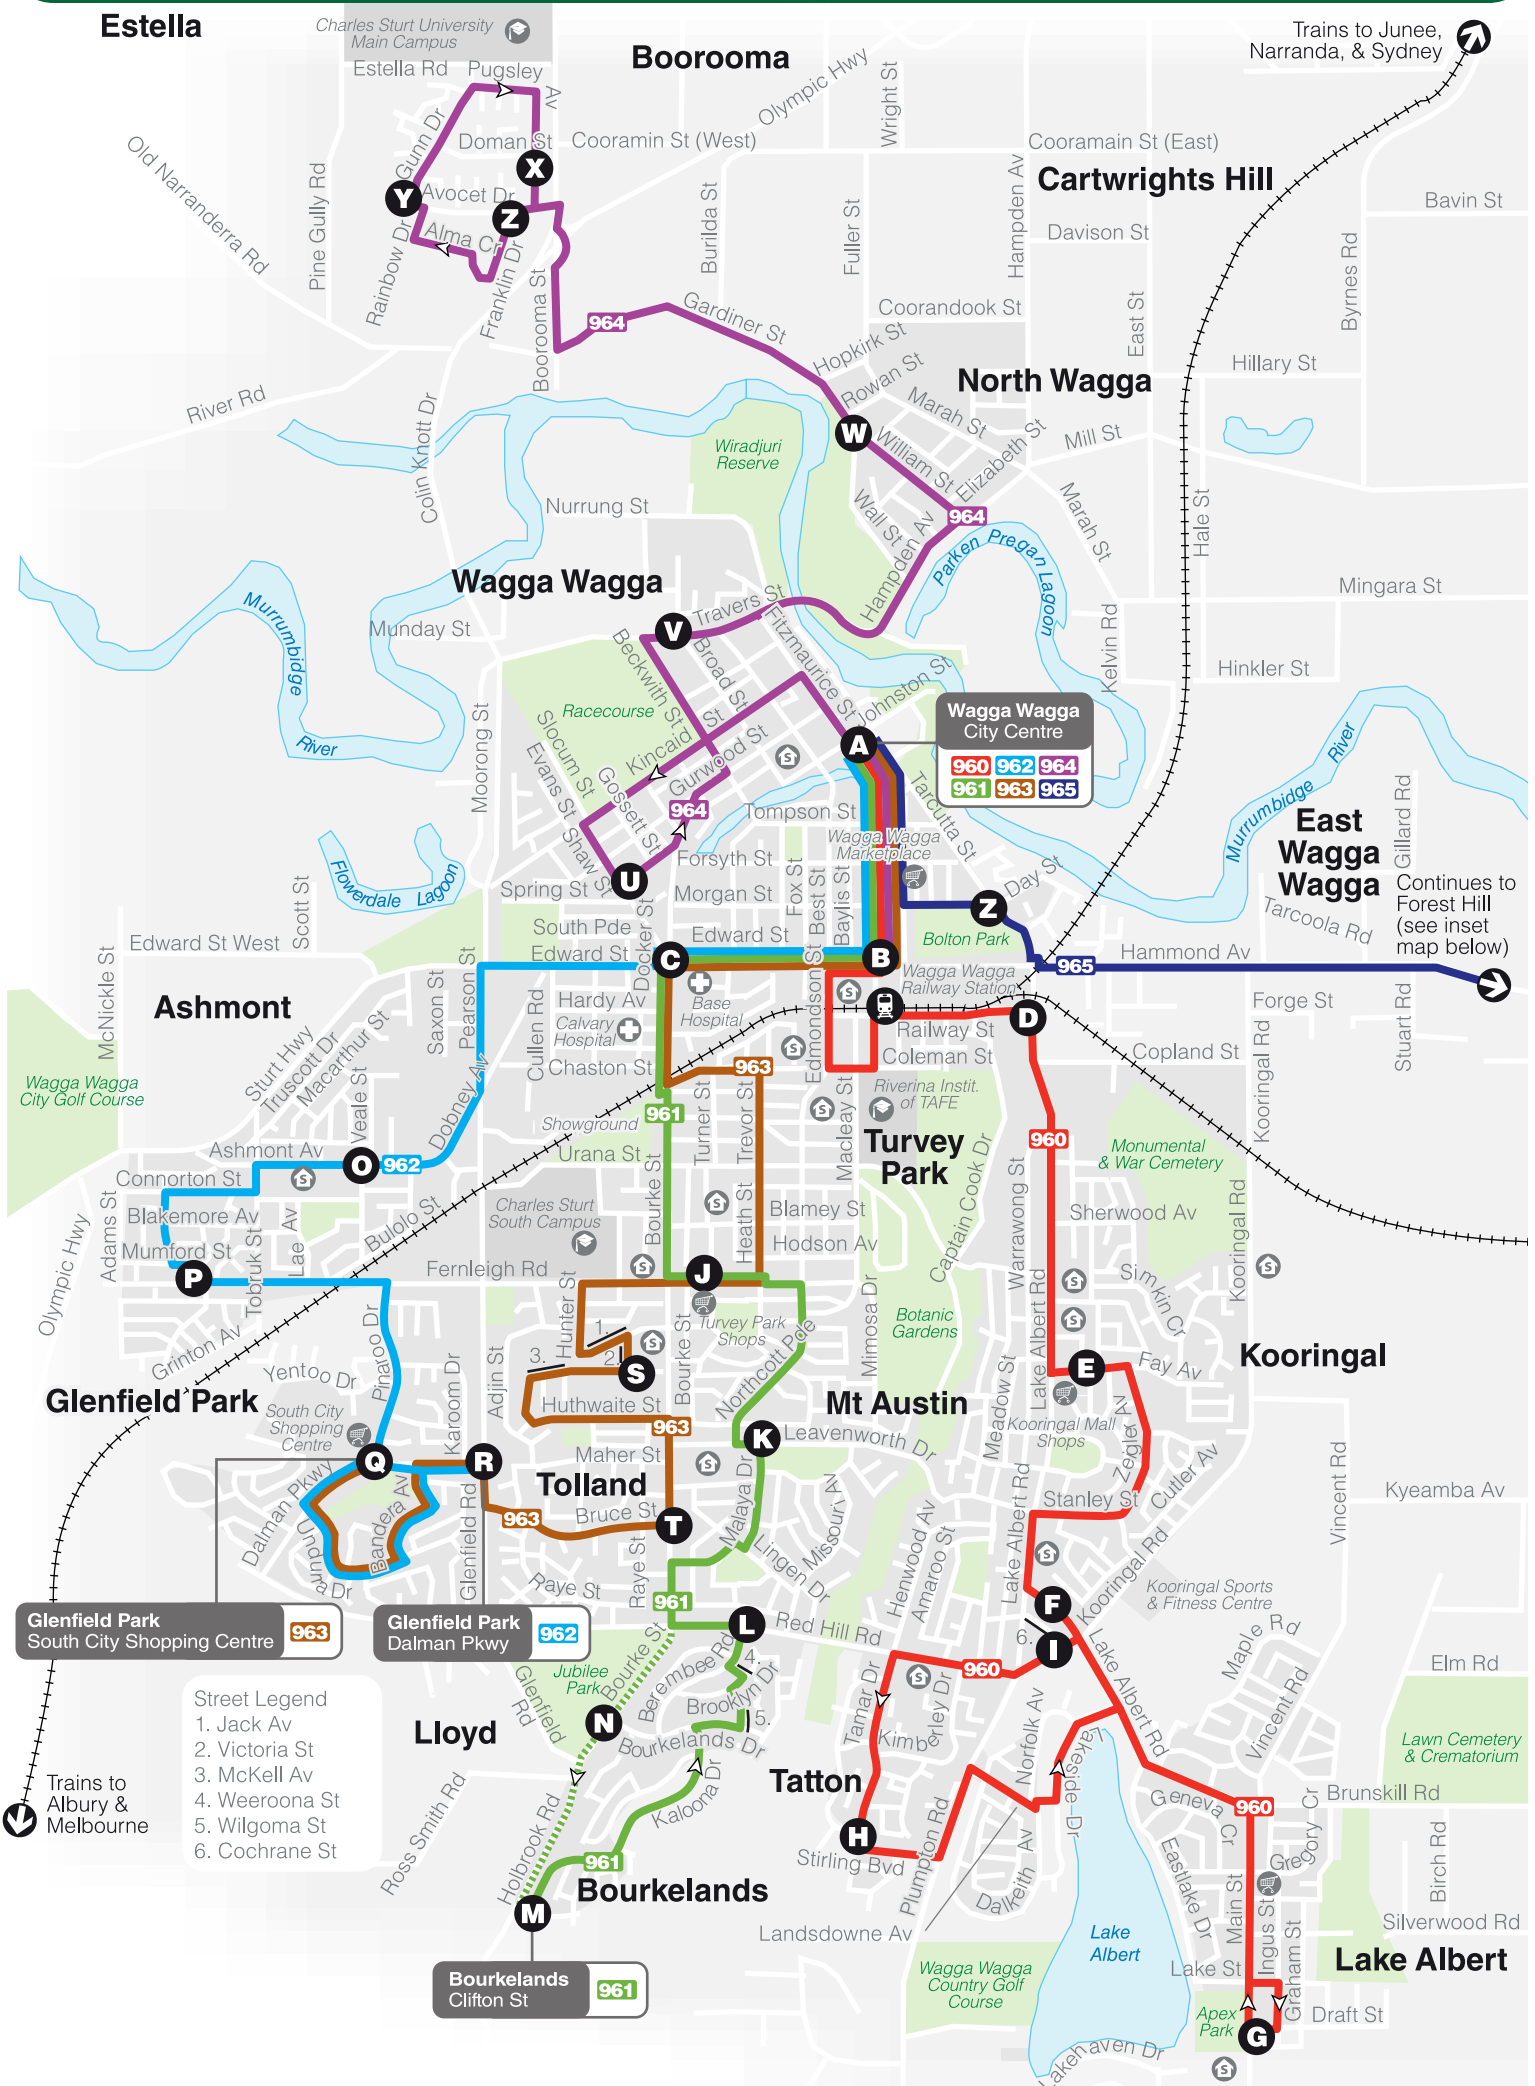 Estella
Charles Sturt University
Main Campus
Boorooma
Trains to Junee,
Narranda, & Sydney
Estella Rd
Pugsley
Av
Olympic Hwy
Wright St
Gunn Dr
Doman St
Cooramin St (West)
Cooramain St (East)
Old Narranderra Rd
Pine Gully Rd
X
Cartwrights Hill
Hampden Av
Y
Avocet Dr
Z
Bavin St
Burilda St
Fuller St
Alma Cr
Davison St
Rainbow Dr
Franklin Dr
Boorooma St
Byrnes Rd
964
Gardiner St
Coorandook St
East St
Hopkirk St
Hillary St
Rowan St
North Wagga
River Rd
Colin Knott Dr
Marah St
W
William St
Elizabeth St
Mill St
Wiradjuri
Reserve
Nurrung St
Wall St
964
Marah St
Hale St
Hampden Av
Parken Pregan Lagoon
Wagga Wagga
Mingara St
Murrumbidge
River
Munday St
V
Travers St
Fitzmaurice St
Beckwith St
Broad St
Kelvin Rd
Hinkler St
Johnston St
Racecourse
Moorong St
Slocum St
Evans St
Kincaid St
Gurwood St
A
Wagga Wagga
City Centre
960 962 964
961 963 965
Murrumbidge
River
Gossett St
964
Tompson St
Tarcutta St
East
Wagga
Wagga
Gillard Rd
Shaw St
Forsyth St
Wagga Wagga
Marketplace
Flowerdale Lagoon
U
Spring St
Morgan St
Fox St
Best St
Baylis St
Z
Day St
Continues to
Forest Hill
(see inset
map below)
Tarcoola Rd
Scott St
South Pde
Docker St
Edward St West
Edward St
Edward St
C
B
Bolton Park
Hammond Av
965
McNickle St
Pearson St
Saxon St
Wagga Wagga
Railway Station
Ashmont
Hardy Av
Base
Hospital
Calvary
Hospital
Edmondson St
Railway St
D
Forge St
Stuart Rd
Cullen Rd
Sturt Hwy
Truscott Dr
Macarthur St
Chaston St
963
Coleman St
Copland St
Kooringal Rd
Wagga Wagga
City Golf Course
Veale St
Dobney Av
961
Turner St
Trevor St
Riverina Instit.
of TAFE
Showground
Macleay St
Turvey
Park
960
Monumental
& War Cemetery
Ashmont Av
O
962
Urana St
Captain Cook Dr
Connorton St
Bourke St
Warrawong St
Charles Sturt
South Campus
Blakemore Av
Adams St
Blamey St
Sherwood Av
Kooringal Rd
Olympic Hwy
Tobruk St
Lae Av
Bulolo St
Heath St
Hodson Av
Mumford St
P
Fernleigh Rd
J
Simkin Cr
Lake Albert Rd
Hunter St
Turvey Park
Shops
Mimosa Dr
Botanic
Gardens
1.
2.
3.
Grinton Av
Yentoo Dr
Pinaroo Dr
Karoom Dr
Adjin St
S
Bourke St
Northcott Pde
Kooringal
E
Fay Av
Glenfield Park
Huthwaite St
Mt Austin
Meadow St
Kooringal Mall
Shops
South City
Shopping
Centre
963
Maher St
K
Leavenworth Dr
Zeigler Av
Cutler Av
Q
R
Tolland
Vincent Rd
Kyeamba Av
Dalman Pkwy
Bandera Av
963
Bruce St
T
Malaya Dr
Missouri Av
Stanley St
Lake Albert Rd
Undurra Dr
Glenfield Rd
Raye St
Raye St
Lingen Dr
Henwood Av
Amaroo St
Kooringal Rd
Kooringal Sports
& Fitness Centre
Glenfield Park
South City Shopping Centre
963
Glenfield Park
Dalman Pkwy
962
961
L
Red Hill Rd
F
6.
I
Maple Rd
Jubilee
Park
Bourke St
Berembee Rd
4.
Elm Rd
Brooklyn Dr
960
Lake Albert Rd
Street Legend
1. Jack Av
2. Victoria St
3. McKell Av
4. Weeroona St
5. Wilgoma St
6. Cochrane St
Glenfield
Rd
Lloyd
N
5.
Bourkelands Dr
Tamar Dr
Kimberley Dr
Norfolk Av
Lakeside Dr
Vincent Rd
Lawn Cemetery
& Crematorium
Trains to
Albury &
Melbourne
Tatton
Brunskill Rd
Kaloona Dr
Geneva Cr
960
Ross Smith Rd
Holbrook Rd
H
Stirling Bvd
Plumpton Rd
Gregory Cr
Birch Rd
961
Bourkelands
Dalkeith Av
Eastlake Dr
Main St
Ingus St
Graham St
M
Landsdowne Av
Silverwood Rd
Lake
Albert
Lake Albert
Bourkelands
Clifton St
961
Wagga Wagga
Country Golf
Course
Lake St
Apex
Park
Draft St
G
Lakehaven Dr